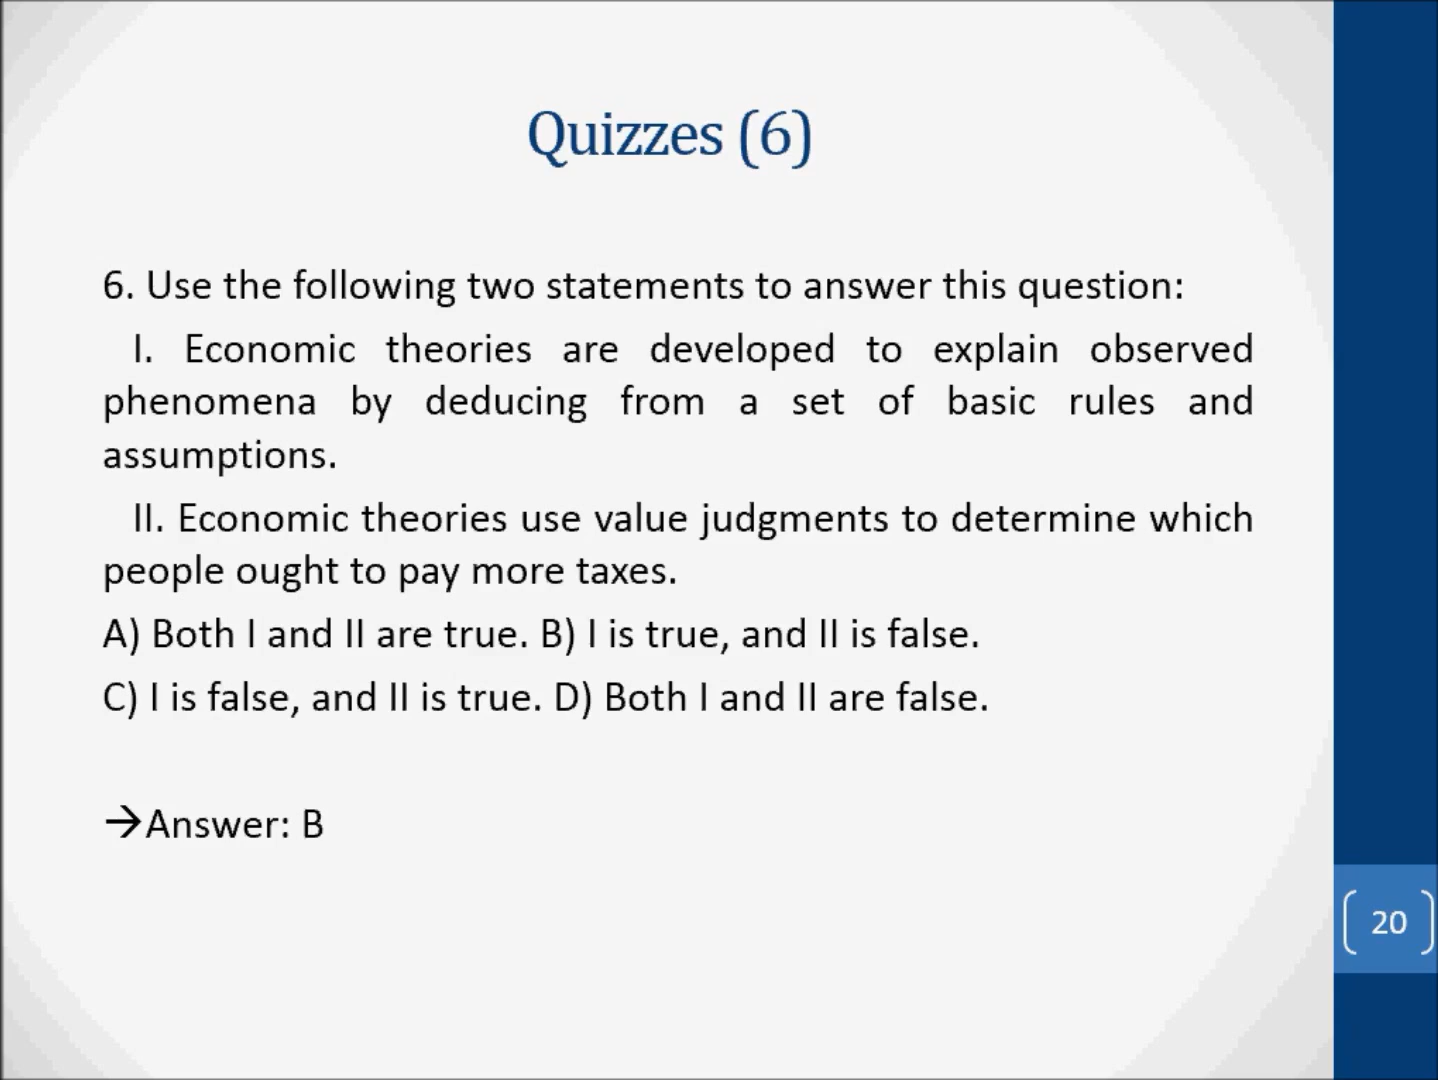 Quizzes (6)
6. Use the following two statements to answer this question:
I. Economic theories are developed to explain observed
phenomena by deducing from a set of basic rules and
assumptions.
II. Economic theories use value judgments to determine which
people ought to pay more taxes.
A) Both I and II are true. B) I is true, and II is false.
C) I is false, and II is true. D) Both I and II are false.
→Answer: B
20